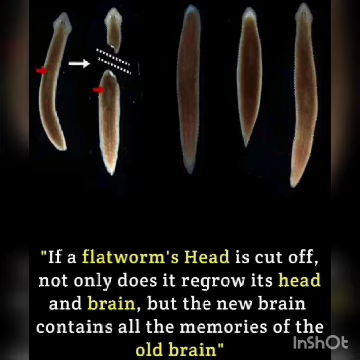 "If a flatworm's Head is cut off,
not only does it regrow its head
and brain, but the new brain
contains all the memories of the
old brain"
InShOt